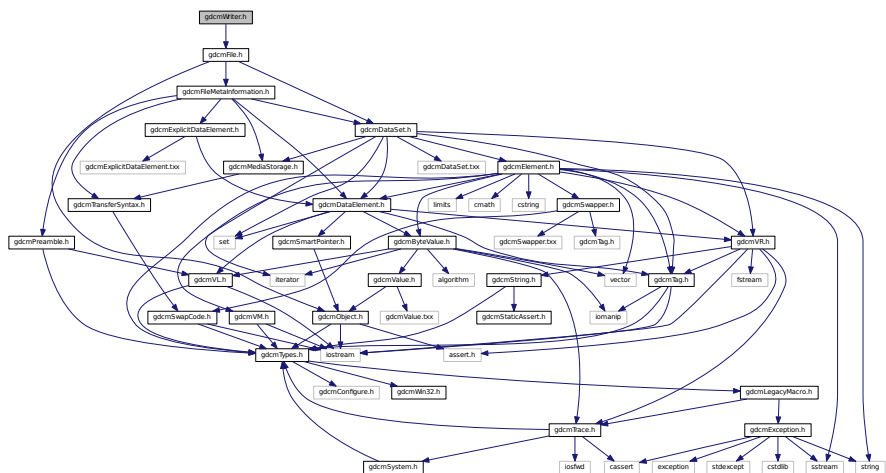 gdcmWriter.h
gdcmFile.h
gdcmFileMetaInformation.h
gdcmExplicitDataElement.h
gdcmDataSet.h
gdcmExplicitDataElement.txx
gdcmMediaStorage.h
gdcmDataSet.txx
gdcmElement.h
gdcmTransferSyntax.h
gdcmDataElement.h
limits
cmath
cstring
gdcmSwapper.h
gdcmPreamble.h
set
gdcmSmartPointer.h
gdcmByteValue.h
gdcmSwapper.txx
gdcmTag.h
gdcmVR.h
gdcmVL.h
iterator
gdcmValue.h
algorithm
gdcmString.h
vector
gdcmTag.h
fstream
gdcmSwapCode.h
gdcmVM.h
gdcmObject.h
gdcmValue.txx
gdcmStaticAssert.h
iomanip
gdcmTypes.h
iostream
assert.h
gdcmConfigure.h
gdcmWin32.h
gdcmLegacyMacro.h
gdcmTrace.h
gdcmException.h
gdcmSystem.h
iosfwd
cassert
exception
stdexcept
cstdlib
sstream
string